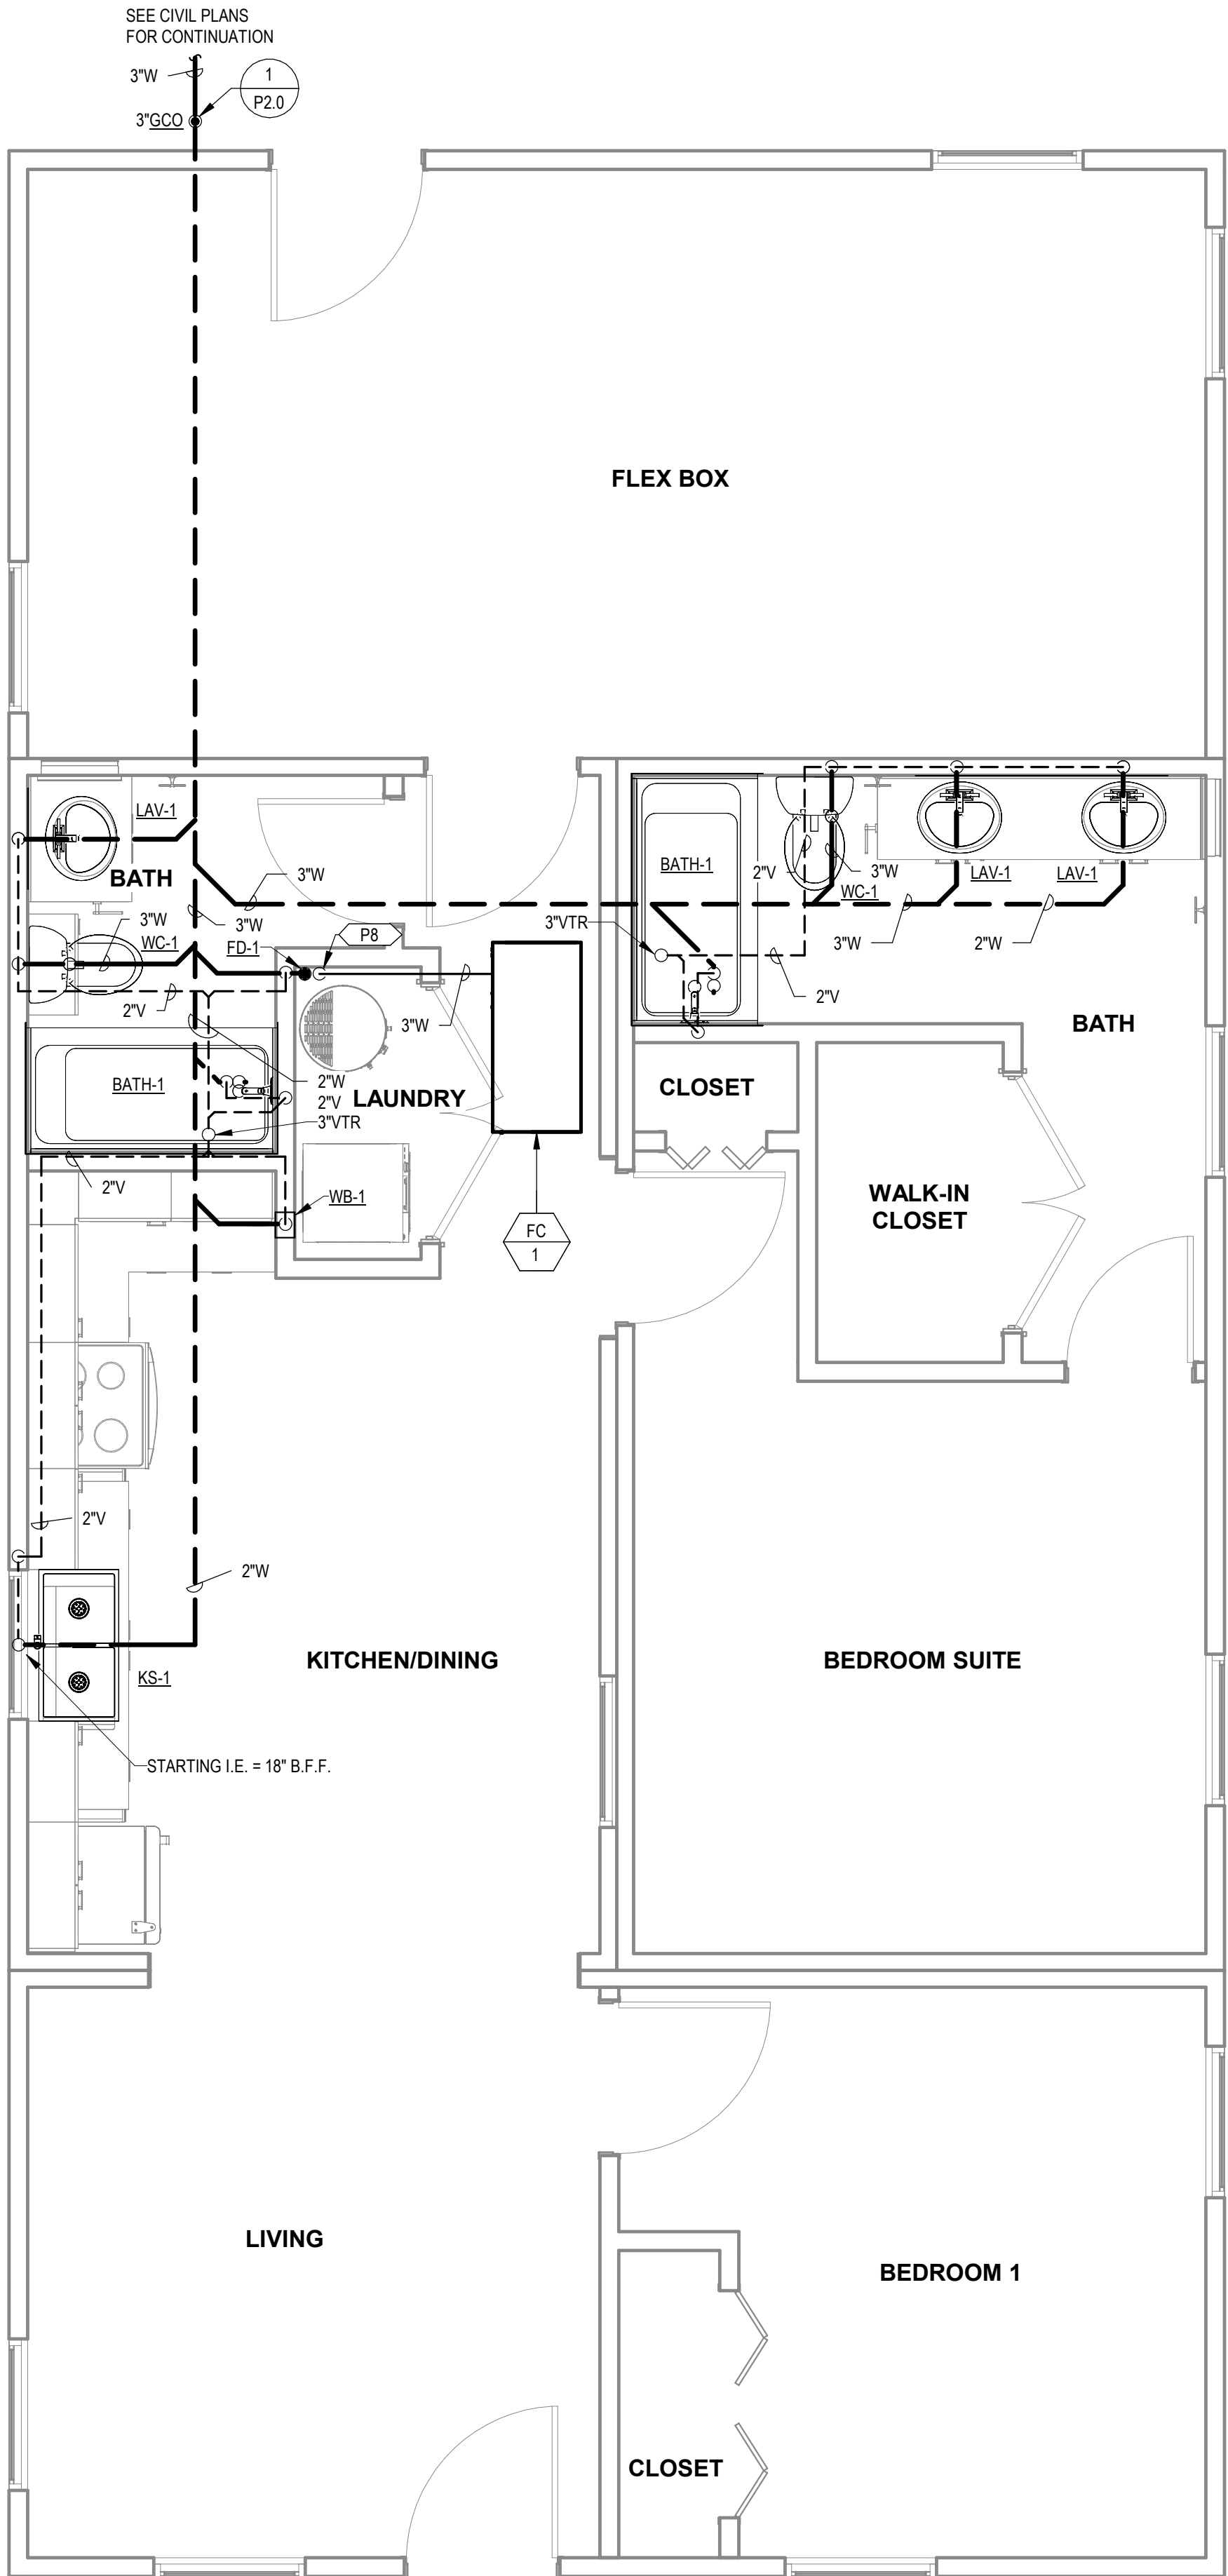 SEE CIVIL PLANS
FOR CONTINUATION
3"W
1
P2.0
3"GCO
FLEX BOX
LAV-1
BATH
3"W
3"W
3"W
WC-1
FD-1
P8
2"V
3"W
BATH-1
2"W
2"V
3"VTR
LAUNDRY
2"V
WB-1
FC
1
BATH-1
2"V
3"W
WC-1
LAV-1
LAV-1
3"VTR
3"W
2"W
2"V
BATH
CLOSET
WALK-IN
CLOSET
2"V
2"W
KITCHEN/DINING
BEDROOM SUITE
KS-1
STARTING I.E. = 18" B.F.F.
LIVING
BEDROOM 1
CLOSET